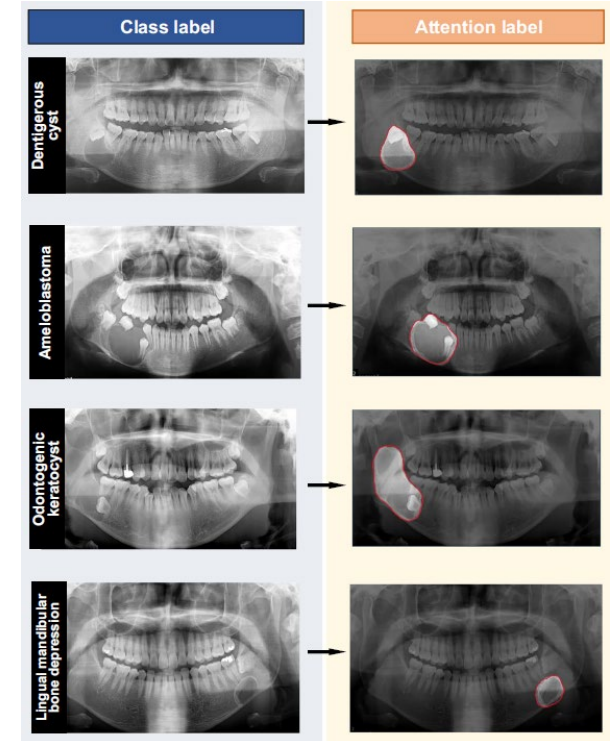 Class label
Attention label
Dentigerous
cyst
Ameloblastoma
Odontogenic
keratocyst
Lingual mandibular
bone depression